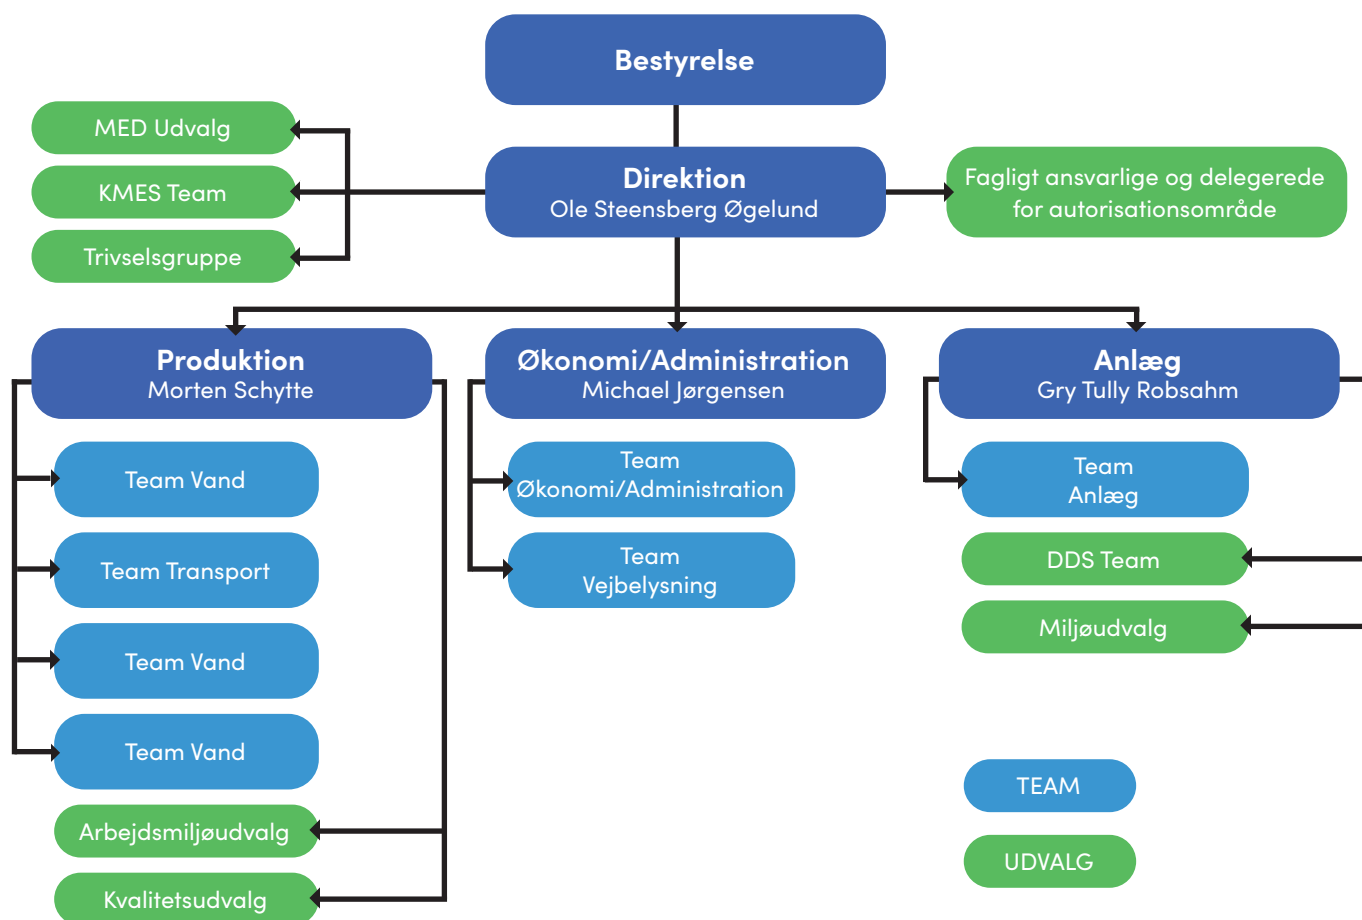 Bestyrelse
MED Udvalg
KMES Team
Trivselsgruppe
Direktion
Ole Steensberg Øgelund
Fagligt ansvarlige og delegerede
for autorisationsområde
Produktion
Morten Schytte
Team Vand
Team Transport
Team Vand
Team Vand
Arbejdsmiljøudvalg
Kvalitetsudvalg
Økonomi/Administration
Michael Jørgensen
Team
Økonomi/Administration
Team
Vejbelysning
Anlæg
Gry Tully Robsahm
Team
Anlæg
DDS Team
Miljøudvalg
TEAM
UDVALG